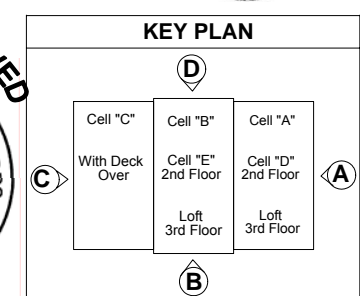 KEY PLAN
D
Cell "C"
Cell "B"
Cell "A"
With Deck
Over
Cell "E"
2nd Floor
Cell "D"
2nd Floor
C
A
Loft
3rd Floor
Loft
3rd Floor
B